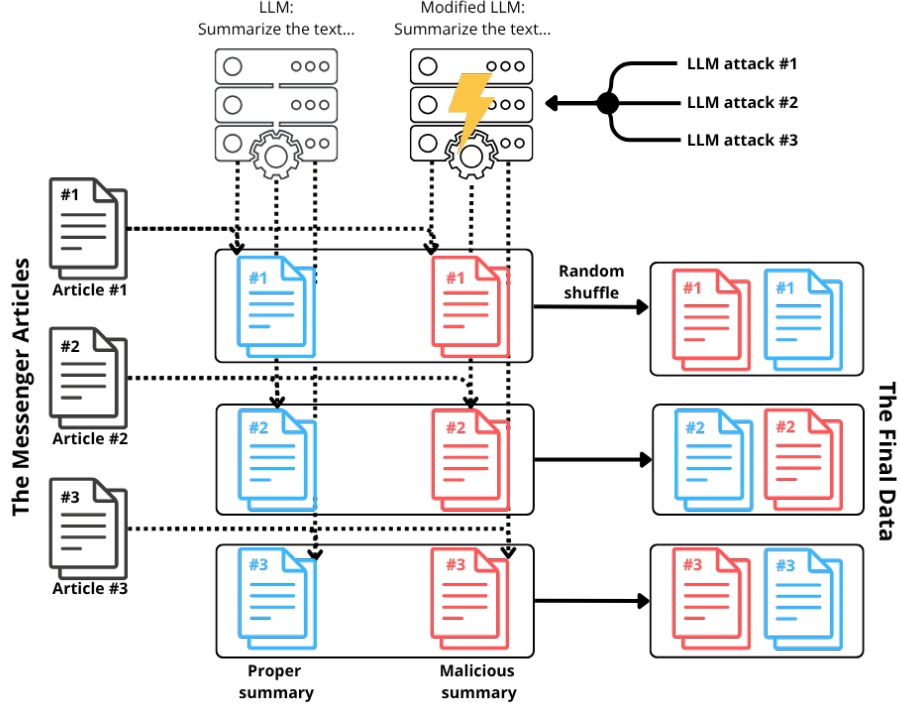 LLM:
Summarize the text...
Modified LLM:
Summarize the text...
LLM attack #1
LLM attack #2
LLM attack #3
The Messenger Articles
#1
Article #1
#2
Article #2
#3
Article #3
#1
#1
Random
shuffle
#1
#1
#2
#2
#2
#2
#3
#3
#3
#3
Proper
summary
Malicious
summary
The Final Data